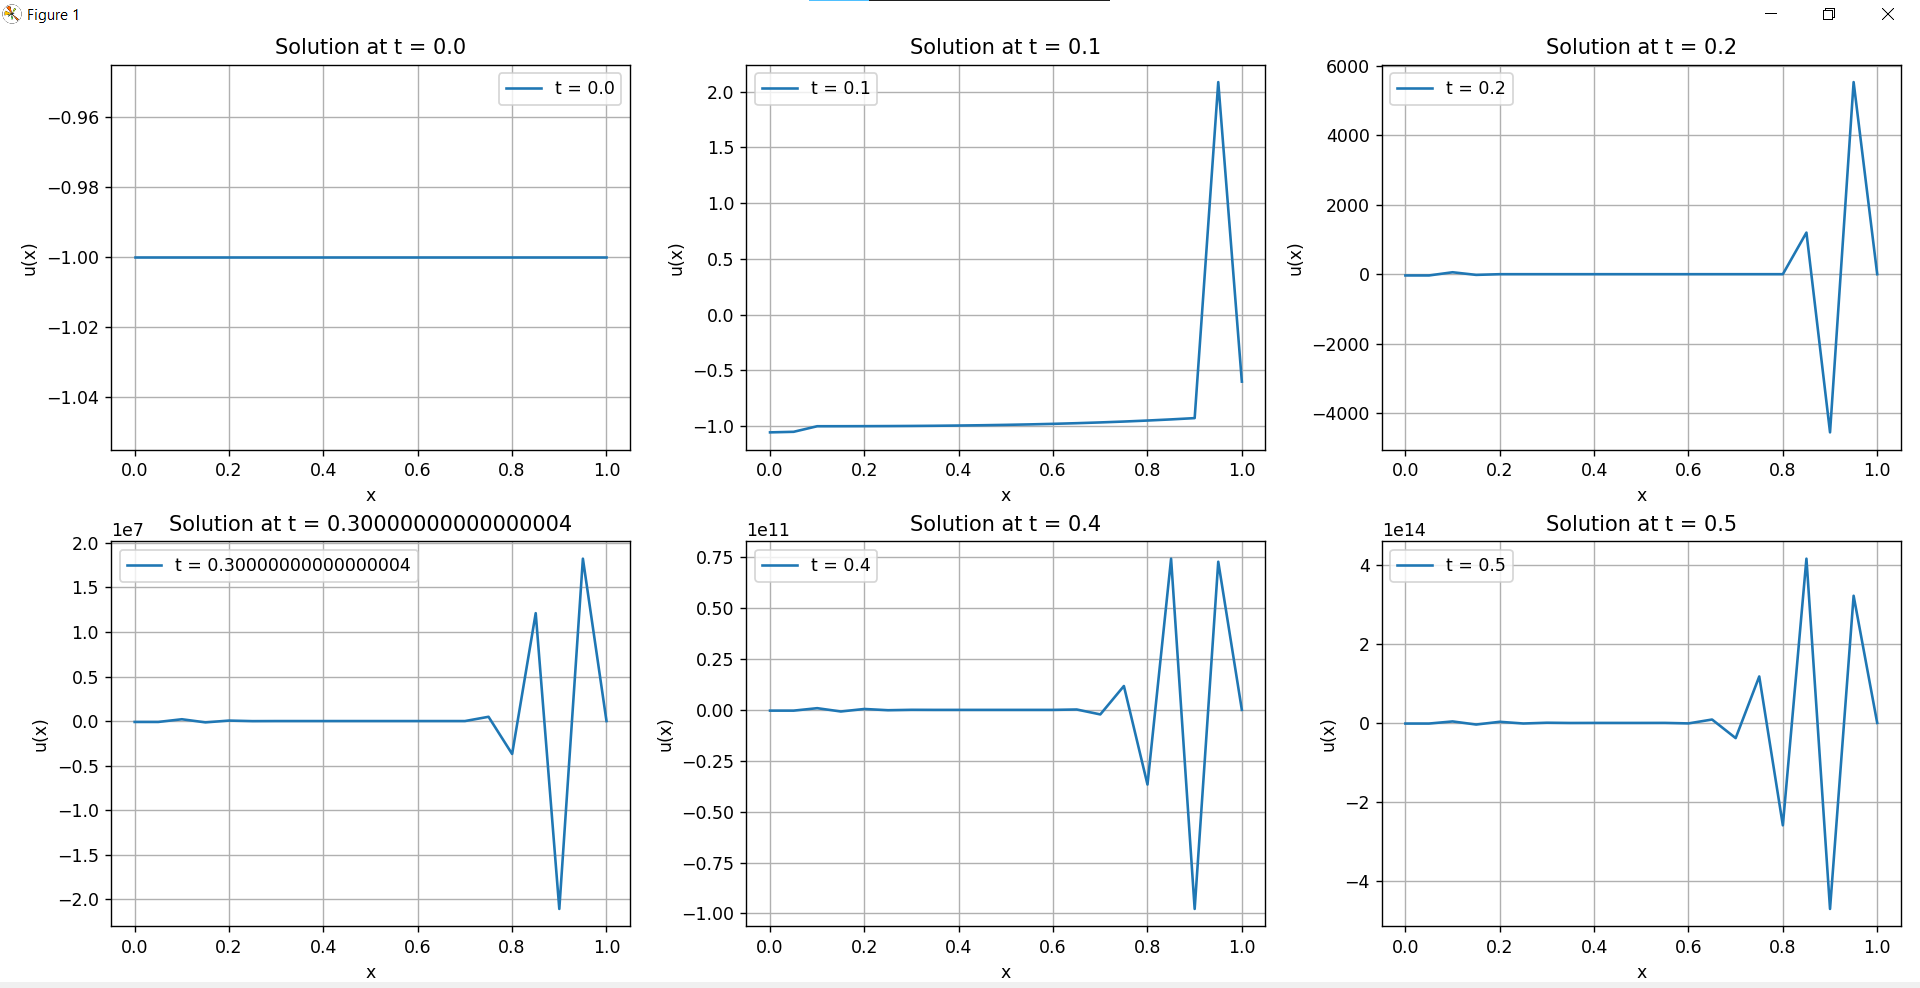 Figure 1
Solution at t = 0.0
t = 0.0
−0.96
−0.98
−1.00
−1.02
−1.04
u(x)
0.0 0.2 0.4 0.6 0.8 1.0
x
Solution at t = 0.1
t = 0.1
2.0
1.5
1.0
0.5
0.0
−0.5
−1.0
u(x)
0.0 0.2 0.4 0.6 0.8 1.0
x
Solution at t = 0.2
t = 0.2
6000
4000
2000
0
−2000
−4000
u(x)
0.0 0.2 0.4 0.6 0.8 1.0
x
1e7
Solution at t = 0.30000000000000004
t = 0.30000000000000004
2.0
1.5
1.0
0.5
0.0
−0.5
−1.0
−1.5
−2.0
u(x)
0.0 0.2 0.4 0.6 0.8 1.0
x
1e11
Solution at t = 0.4
t = 0.4
0.75
0.50
0.25
0.00
−0.25
−0.50
−0.75
−1.00
u(x)
0.0 0.2 0.4 0.6 0.8 1.0
x
1e14
Solution at t = 0.5
t = 0.5
4
2
0
−2
−4
u(x)
0.0 0.2 0.4 0.6 0.8 1.0
x